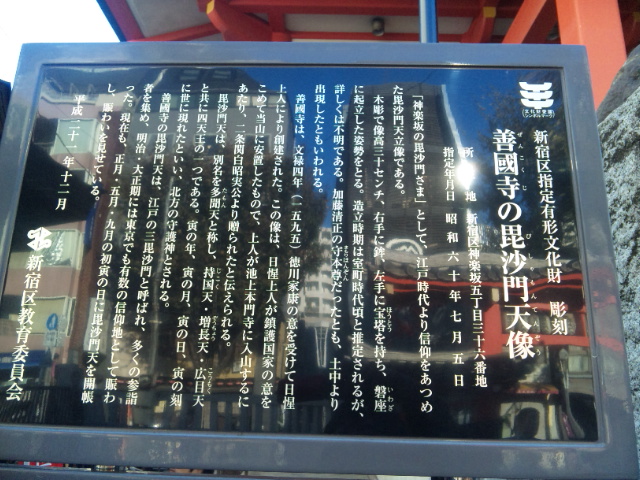 新宿区指定有形文化財　彫刻
ぜんこくじ　びしゃもんてんぞう
善國寺の毘沙門天像
所　在　地　新宿区神楽坂五丁目三十六番地
指定年月日　昭和六十年七月五日
「神楽坂の毘沙門さま」として、江戸時代より信仰をあつめ
た毘沙門天立像である。
木彫で像高三十センチ、右手に鉾、左手に宝塔を持ち、磐座
に起立した姿勢をとる。造立時期は室町時代頃と推定されるが、
詳しくは不明である。加藤清正の守本尊だったとも、土中より
出現したともいわれる。
善國寺は、文禄四年（一五九五）徳川家康の意を受けて日惺
上人により創建された。この像は、日惺上人が鎮護国家の意を
こめて当山に安置したもので、上人が池上本門寺に入山するに
あたり、二条関白昭実公より贈られたと伝えられる。
毘沙門天は、別名を多聞天と称し、持国天・増長天・広目天
と共に四天王の一つである。寅の年、寅の月、寅の日、寅の刻
に世に現れたといい、北方の守護神とされる。
善國寺の毘沙門天は、江戸の三毘沙門と呼ばれ、多くの参詣
者を集め、明治・大正期には東京でも有数の信仰地として賑わ
った。現在も、正月・五月・九月の初寅の日に毘沙門天を開帳
し、賑わいを見せている。
平成二十一年十二月
新宿区教育委員会